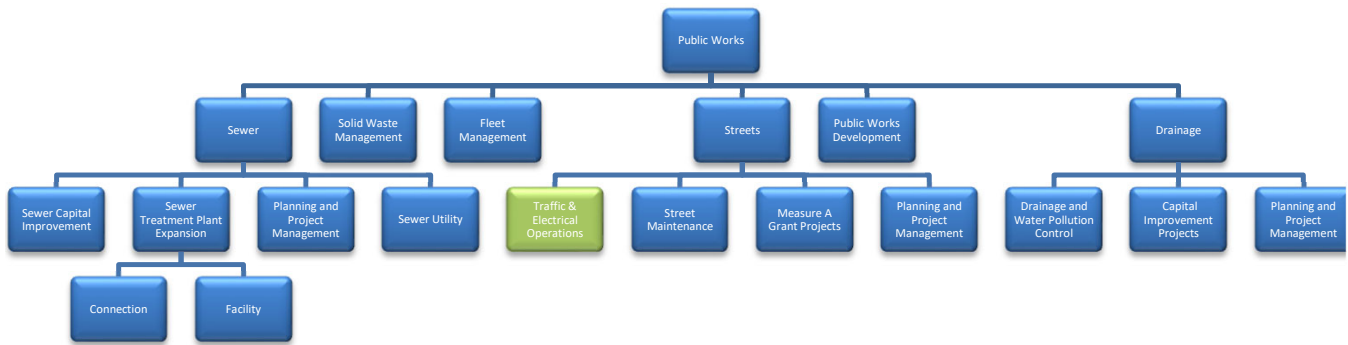 Public Works
Sewer
Solid Waste
Management
Fleet
Management
Streets
Public Works
Development
Drainage
Sewer Capital
Improvement
Sewer
Treatment Plant
Expansion
Planning and
Project
Management
Sewer Utility
Traffic &
Electrical
Operations
Street
Maintenance
Measure A
Grant Projects
Planning and
Project
Management
Drainage and
Water Pollution
Control
Capital
Improvement
Projects
Planning and
Project
Management
Connection
Facility